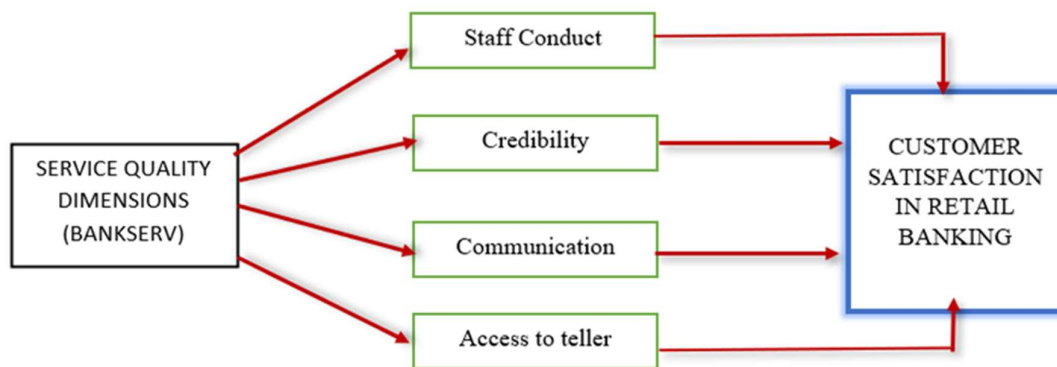 SERVICE QUALITY
DIMENSIONS
(BANKSERV)
Staff Conduct
Credibility
Communication
Access to teller
CUSTOMER
SATISFACTION
IN RETAIL
BANKING